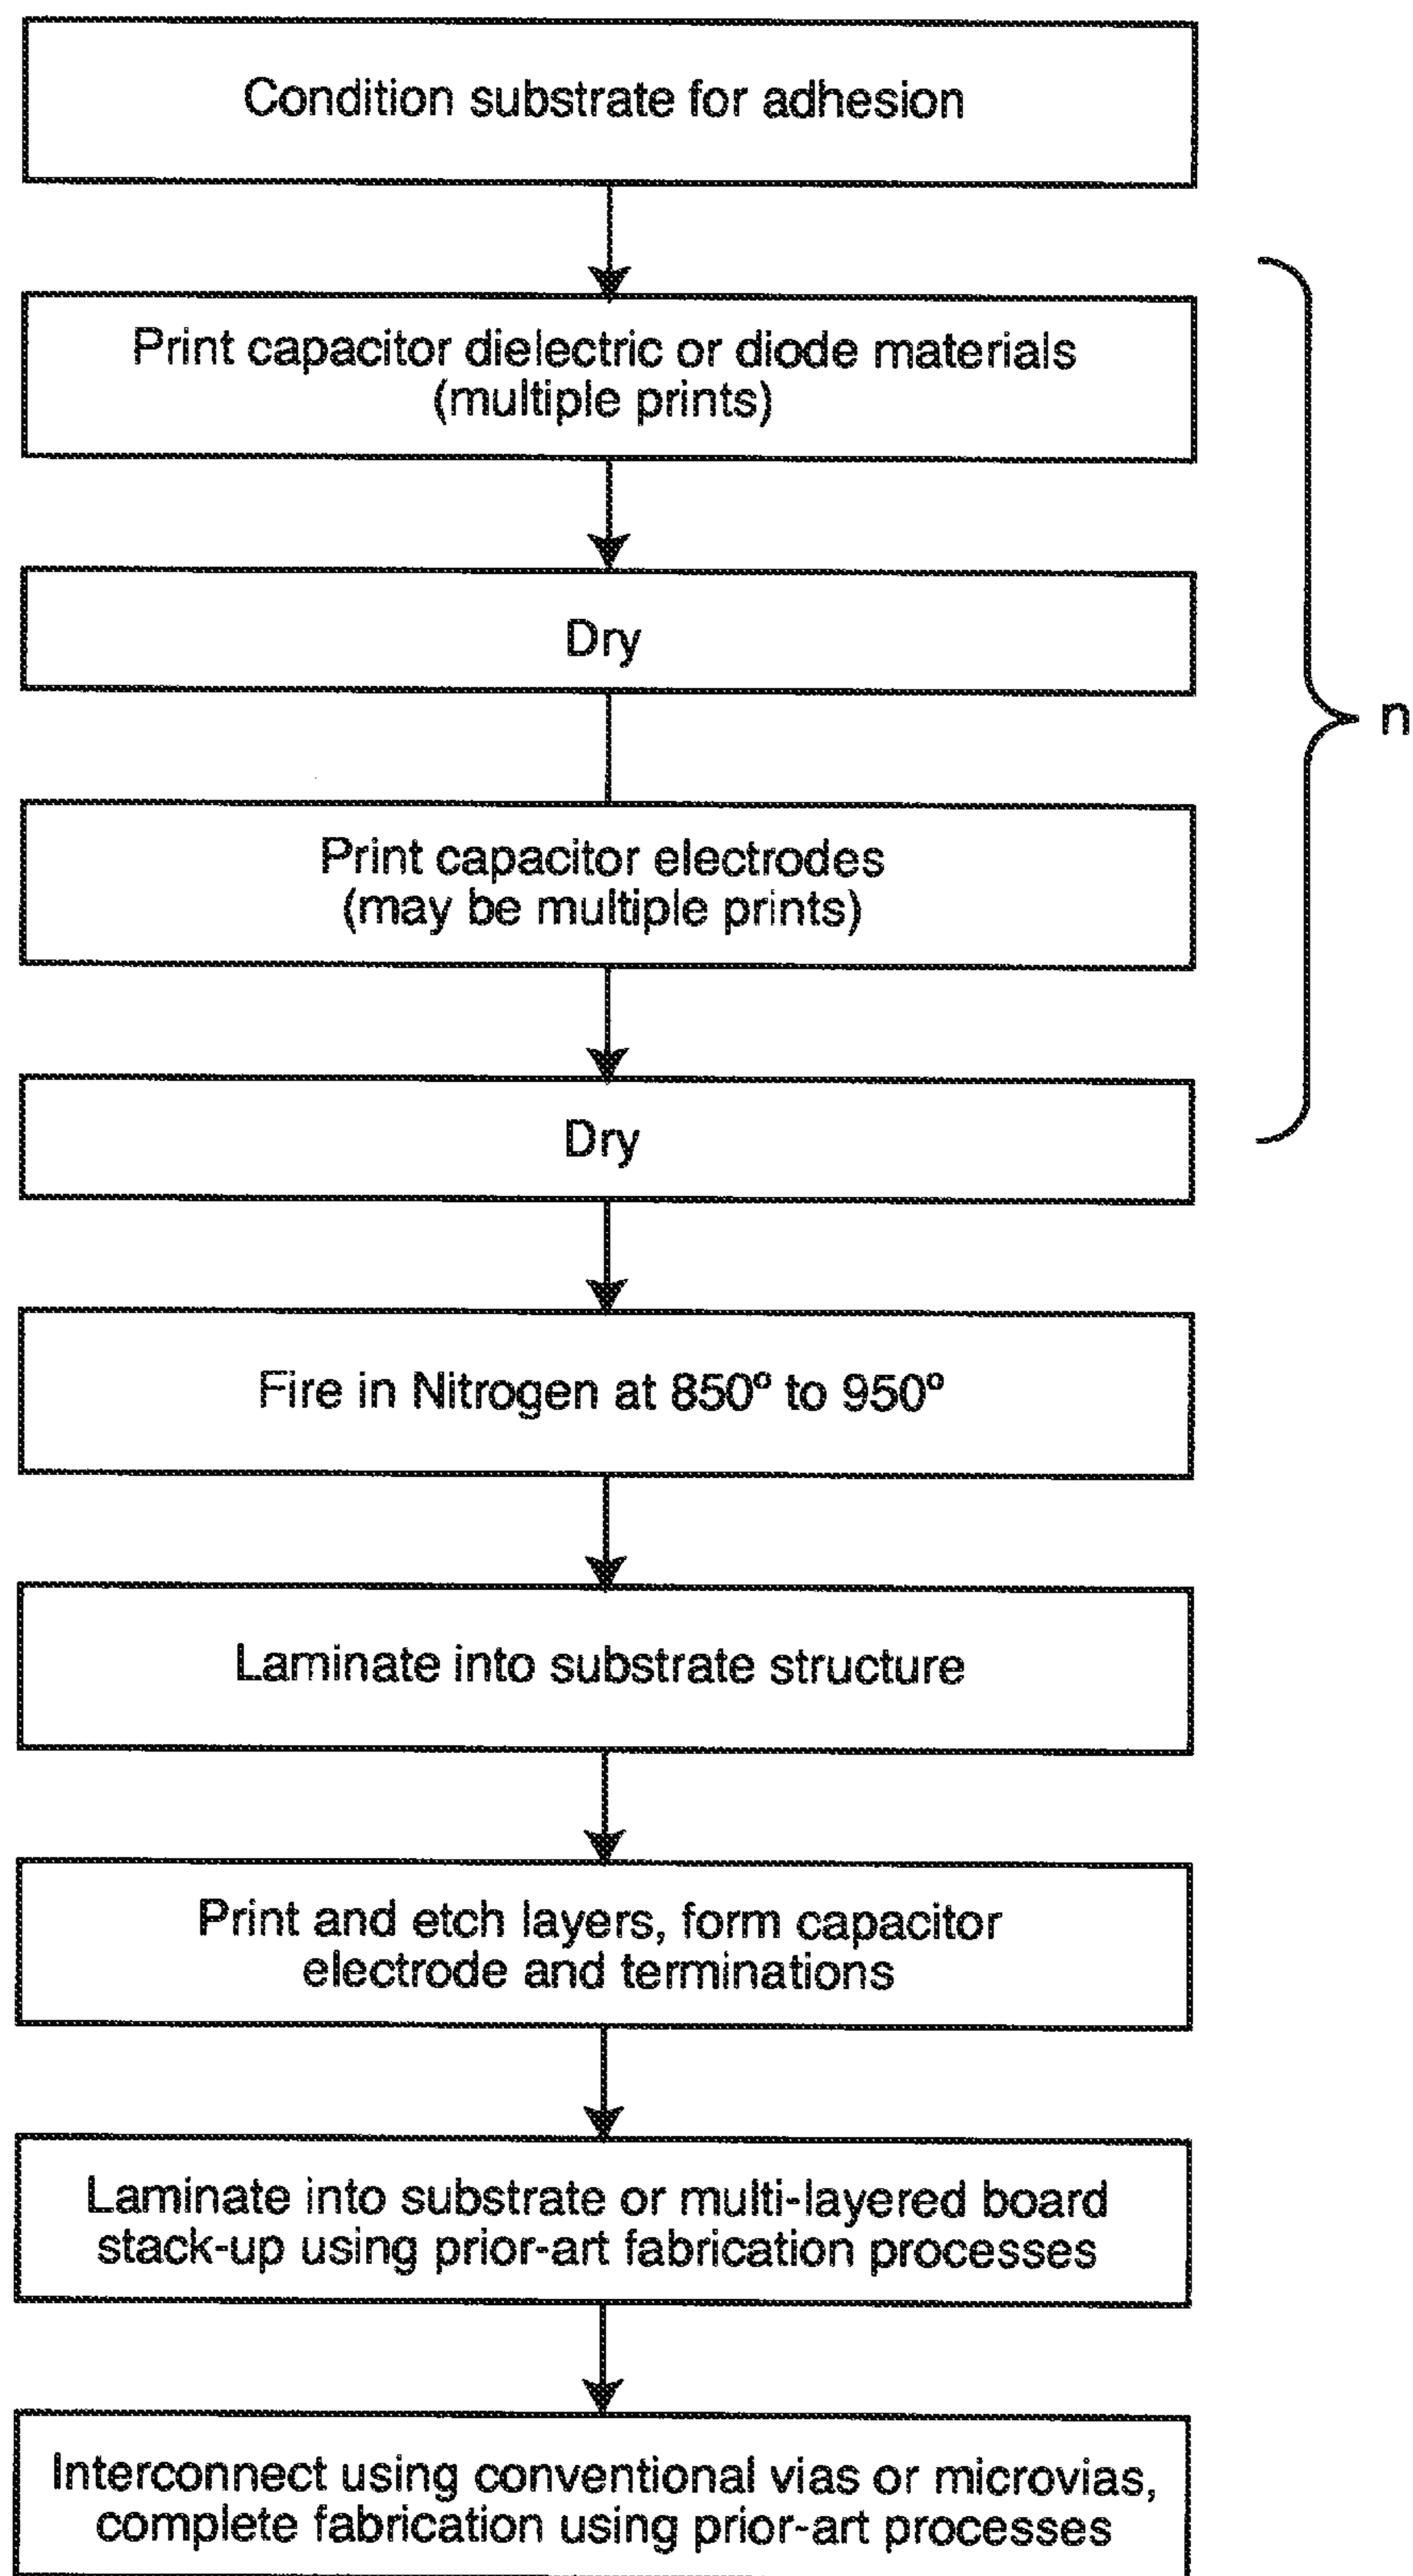 Condition substrate for adhesion
Print capacitor dielectric or diode materials
(multiple prints)
Dry
n
Print capacitor electrodes
(may be multiple prints)
Dry
Fire in Nitrogen at 850º to 950º
Laminate into substrate structure
Print and etch layers, form capacitor
electrode and terminations
Laminate into substrate or multi-layered board
stack-up using prior-art fabrication processes
Interconnect using conventional vias or microvias,
complete fabrication using prior-art processes